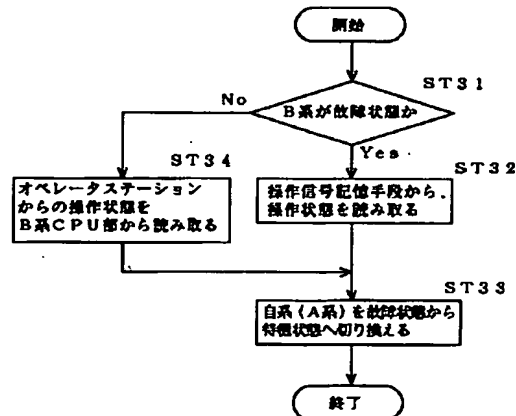 開始
ST31
B系が故障状態か
No
Yes
ST34
オペレータステーション
からの操作状態を
B系CPU部から読み取る
ST32
操作信号記憶手段から、
操作状態を読み取る
ST33
自系(A系)を故障状態から
待機状態へ切り換える
終了